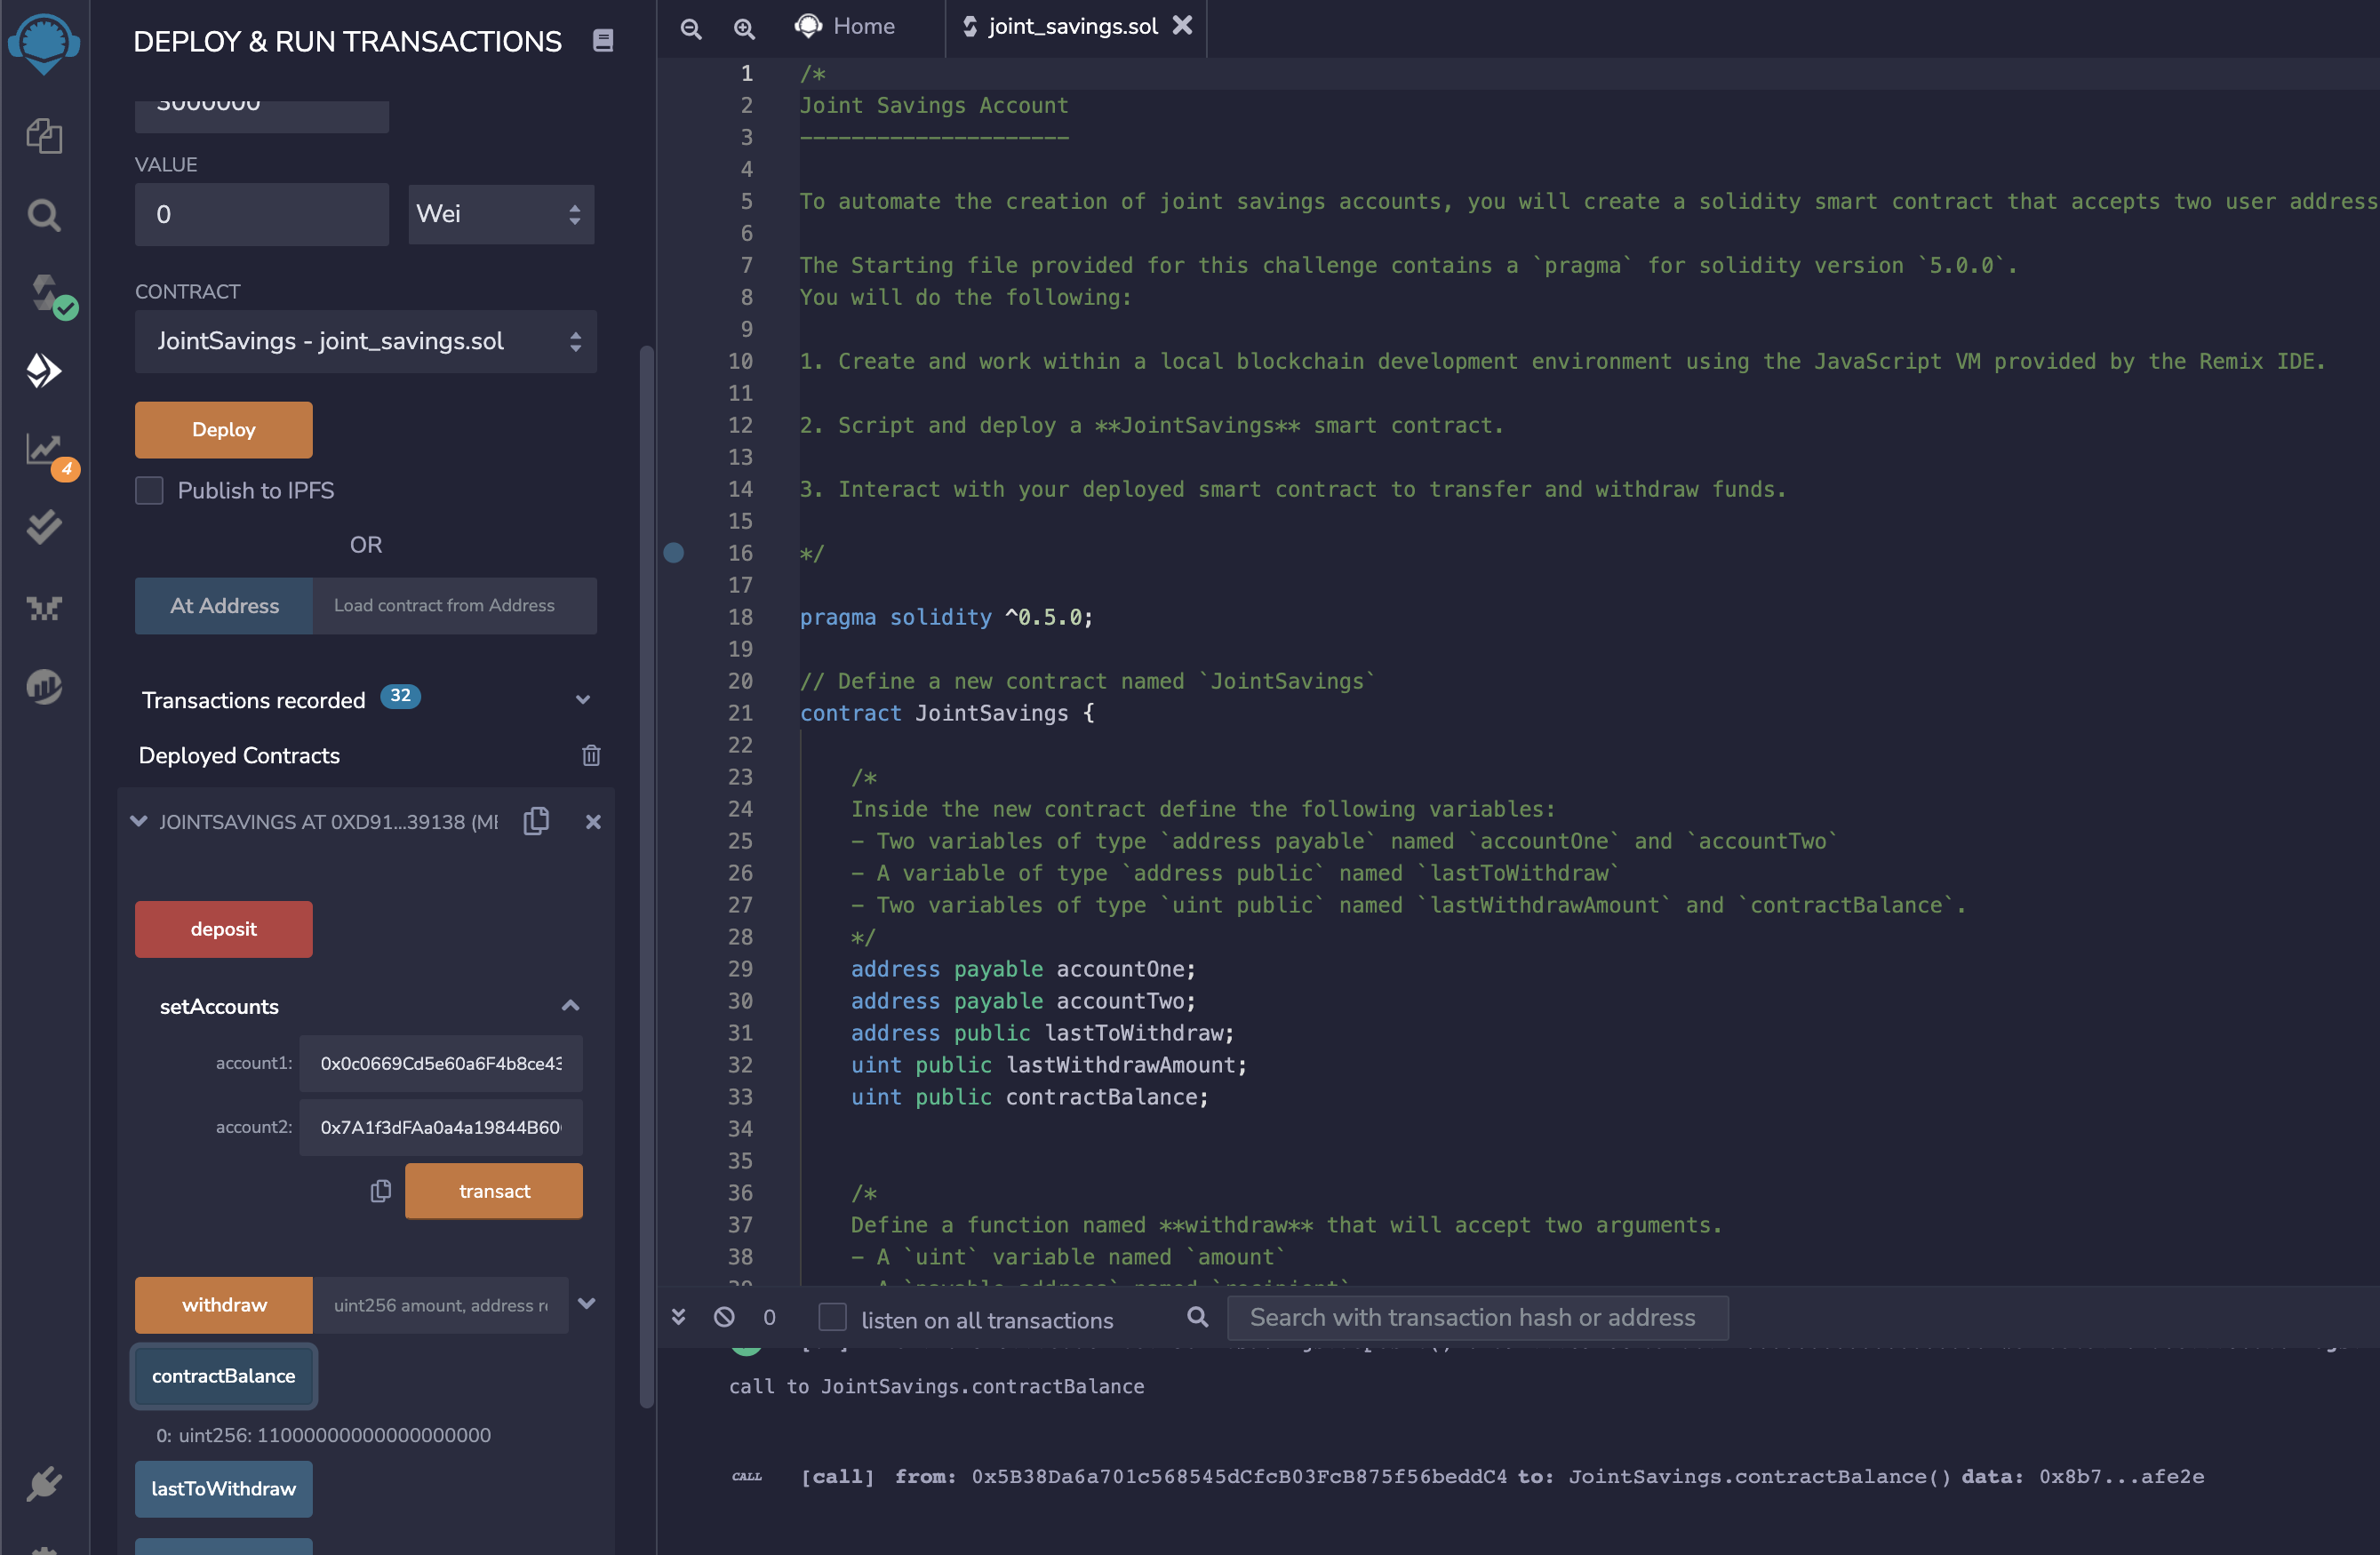 DEPLOY & RUN TRANSACTIONS
3000000
VALUE
0
Wei
CONTRACT
JointSavings - joint_savings.sol
Deploy
Publish to IPFS
OR
At Address
Load contract from Address
Transactions recorded 32
Deployed Contracts
JOINTSAVINGS AT 0XD91...39138 (ME
deposit
setAccounts
account1: 0x0c0669Cd5e60a6F4b8ce43
account2: 0x7A1f3dFAa0a4a19844B60
transact
withdraw
uint256 amount, address re
contractBalance
0: uint256: 11000000000000000000
lastToWithdraw
4
Home
joint_savings.sol
1 /*
2 Joint Savings Account
3 ---------------------
4
5 To automate the creation of joint savings accounts, you will create a solidity smart contract that accepts two user address
6
7 The Starting file provided for this challenge contains a `pragma` for solidity version `5.0.0`.
8 You will do the following:
9
10 1. Create and work within a local blockchain development environment using the JavaScript VM provided by the Remix IDE.
11
12 2. Script and deploy a **JointSavings** smart contract.
13
14 3. Interact with your deployed smart contract to transfer and withdraw funds.
15
16 */
17
18 pragma solidity ^0.5.0;
19
20 // Define a new contract named `JointSavings`
21 contract JointSavings {
22
23 /*
24 Inside the new contract define the following variables:
25 - Two variables of type `address payable` named `accountOne` and `accountTwo`
26 - A variable of type `address public` named `lastToWithdraw`
27 - Two variables of type `uint public` named `lastWithdrawAmount` and `contractBalance`.
28 */
29 address payable accountOne;
30 address payable accountTwo;
31 address public lastToWithdraw;
32 uint public lastWithdrawAmount;
33 uint public contractBalance;
34
35
36 /*
37 Define a function named **withdraw** that will accept two arguments.
38 - A `uint` variable named `amount`
39 - A `payable address` named `recipient`
0
listen on all transactions
Search with transaction hash or address
call to JointSavings.contractBalance
CALL [call] from: 0x5B38Da6a701c568545dCfcB03FcB875f56beddC4 to: JointSavings.contractBalance() data: 0x8b7...afe2e